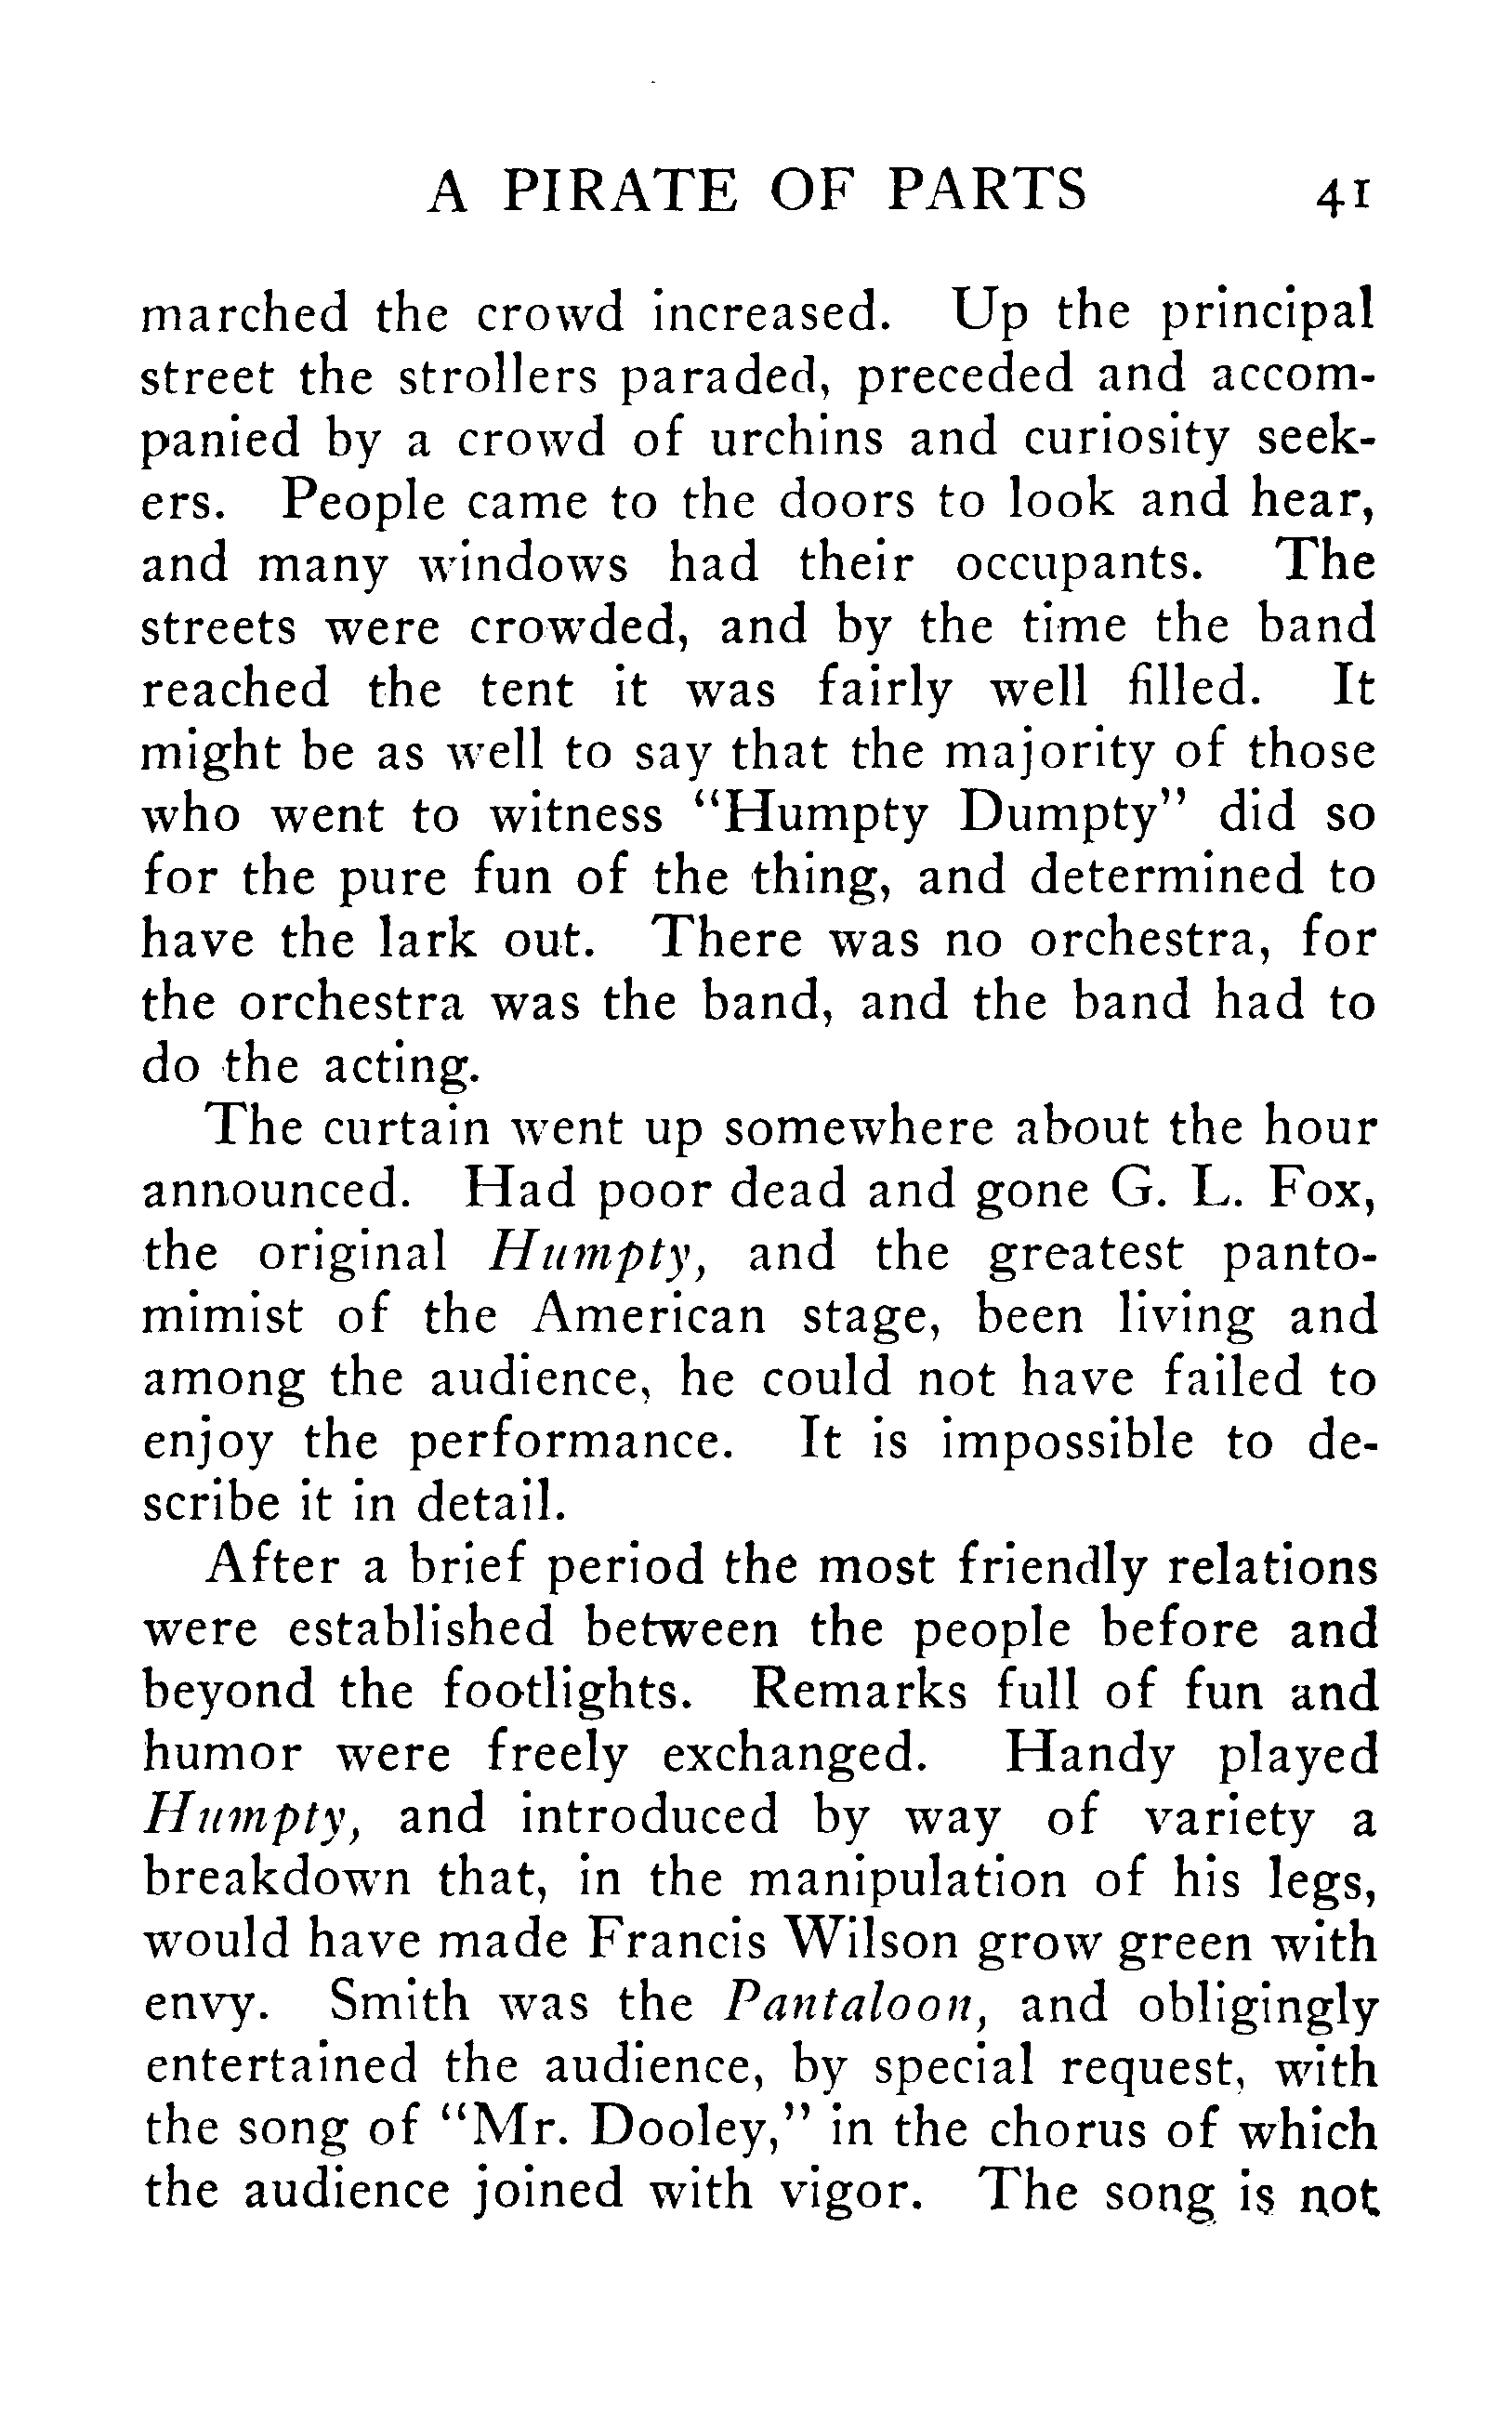 A PIRATE OF PARTS 41
marched the crowd increased. Up the principal
street the strollers paraded, preceded and accom-
panied by a crowd of urchins and curiosity seek-
ers. People came to the doors to look and hear,
and many windows had their occupants. The
streets were crowded, and by the time the band
reached the tent it was fairly well filled. It
might be as well to say that the majority of those
who went to witness "Humpty Dumpty" did so
for the pure fun of the thing, and determined to
have the lark out. There was no orchestra, for
the orchestra was the band, and the band had to
do the acting.
The curtain went up somewhere about the hour
announced. Had poor dead and gone G. L. Fox,
the original Humpty, and the greatest panto-
mimist of the American stage, been living and
among the audience, he could not have failed to
enjoy the performance. It is impossible to de-
scribe it in detail.
After a brief period the most friendly relations
were established between the people before and
beyond the footlights. Remarks full of fun and
humor were freely exchanged. Handy played
Humpty, and introduced by way of variety a
breakdown that, in the manipulation of his legs,
would have made Francis Wilson grow green with
envy. Smith was the Pantaloon, and obligingly
entertained the audience, by special request, with
the song of "Mr. Dooley," in the chorus of which
the audience joined with vigor. The song is not